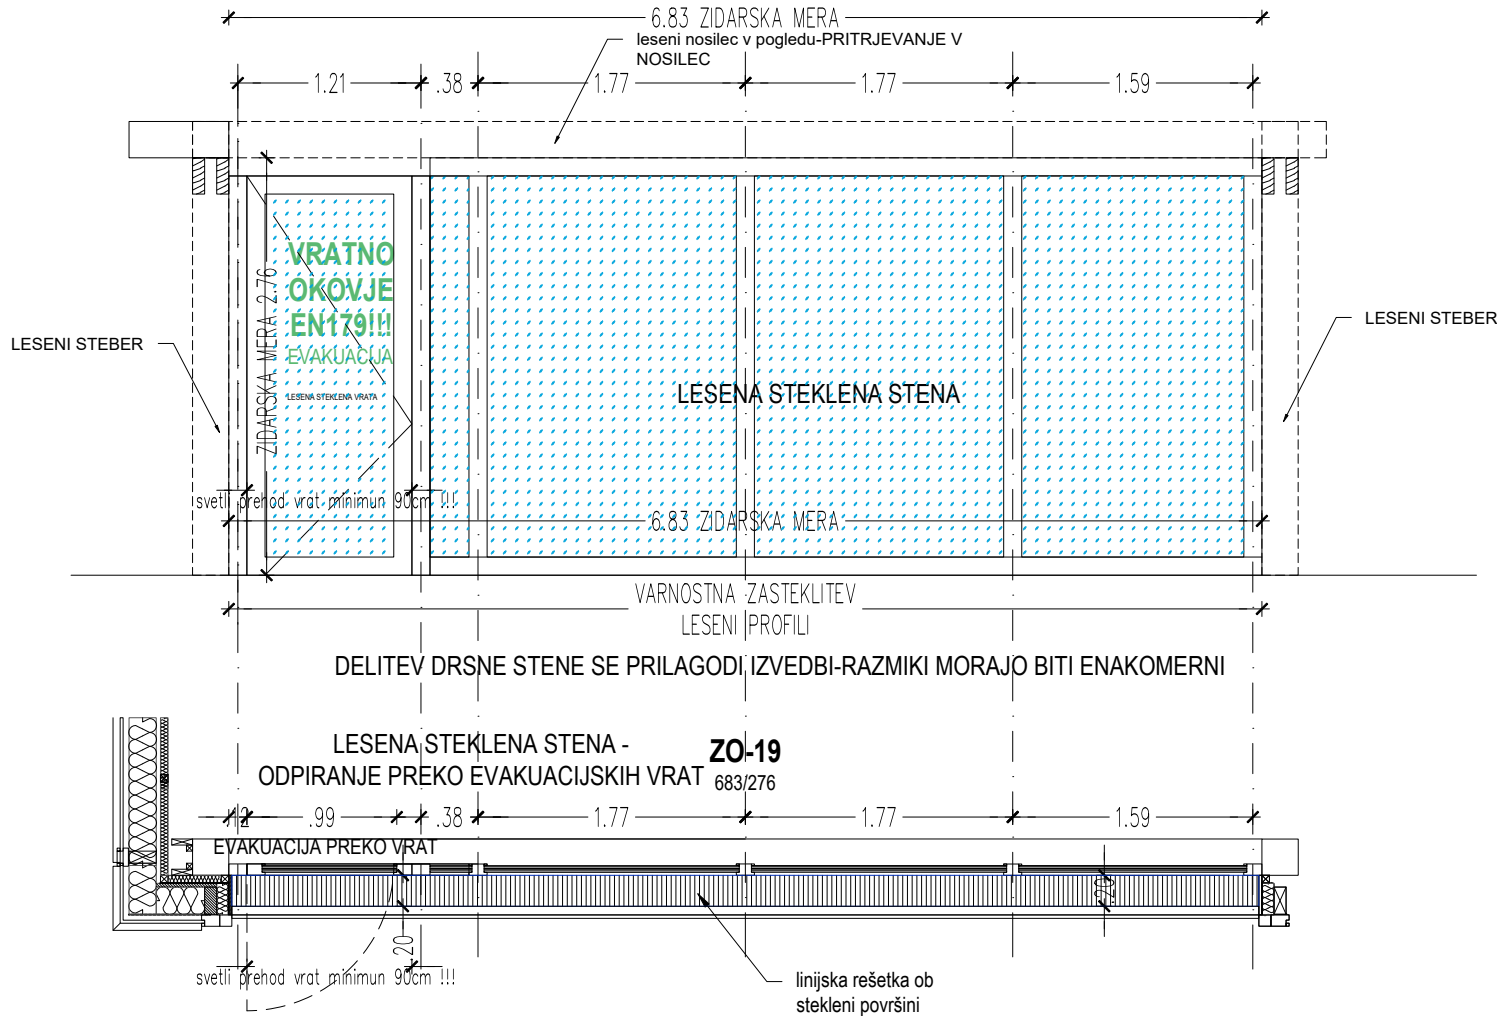 6.83 ZIDARSKA MERA
leseni nosilec v pogledu-PRITRJEVANJE V
NOSILEC
1.21 .38 1.77 1.77 1.59
VRATNO
OKOVJE
EN179!!!
EVAKUACIJA
LESENA STEKLENA VRATA
ZIDARSKA MERA 2.76
LESENI STEBER
LESENI STEBER
LESENA STEKLENA STENA
svetli prehod vrat minimun 90cm !!!
6.83 ZIDARSKA MERA
VARNOSTNA ZASTEKLITEV
LESENI PROFILI
DELITEV DRSNE STENE SE PRILAGODI IZVEDBI-RAZMIKI MORAJO BITI ENAKOMERNI
LESENA STEKLENA STENA -
ODPIRANJE PREKO EVAKUACIJSKIH VRAT
ZO-19
683/276
.12 .99 .38 1.77 1.77 1.59
EVAKUACIJA PREKO VRAT
.20
.20
svetli prehod vrat minimun 90cm !!!
linijska rešetka ob
stekleni površini